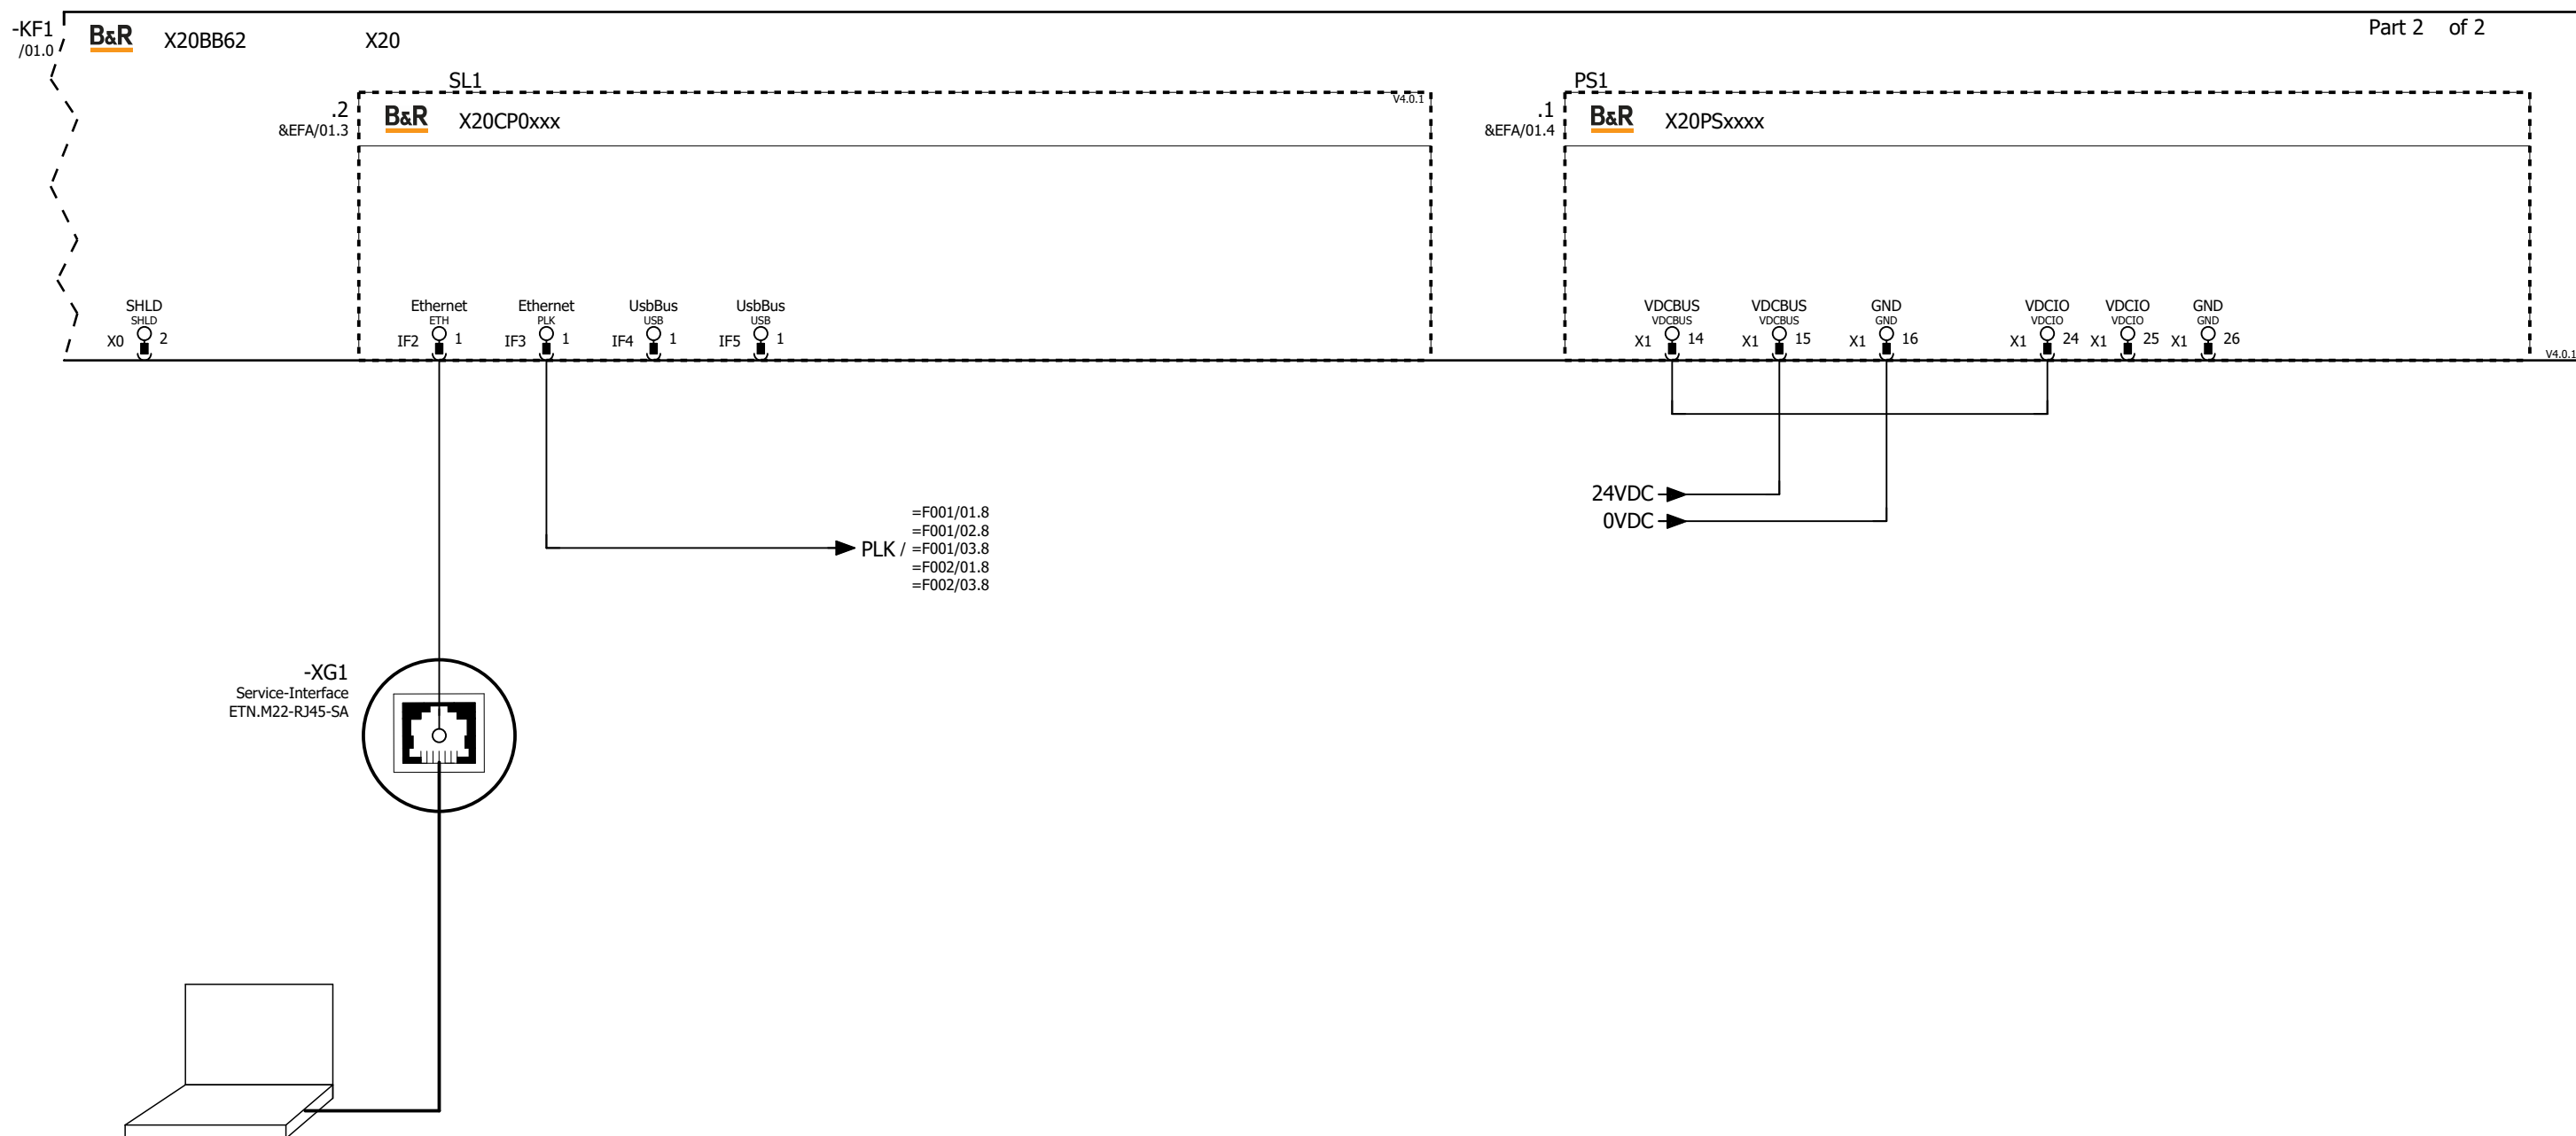 -KF1
/01.0
B&R X20BB62 X20
Part 2 of 2
SL1
.2
&EFA/01.3
B&R X20CP0xxx
V4.0.1
PS1
.1
&EFA/01.4
B&R X20PSxxxx
SHLD
SHLD
X0 2
Ethernet
ETH
IF2 1
Ethernet
PLK
IF3 1
UsbBus
USB
IF4 1
UsbBus
USB
IF5 1
VDCBUS
VDCBUS
X1 14
VDCBUS
VDCBUS
X1 15
GND
GND
X1 16
VDCIO
VDCIO
X1 24
VDCIO
VDCIO
X1 25
GND
GND
X1 26
V4.0.1
24VDC
0VDC
PLK /
=F001/01.8
=F001/02.8
=F001/03.8
=F002/01.8
=F002/03.8
-XG1
Service-Interface
ETN.M22-RJ45-SA